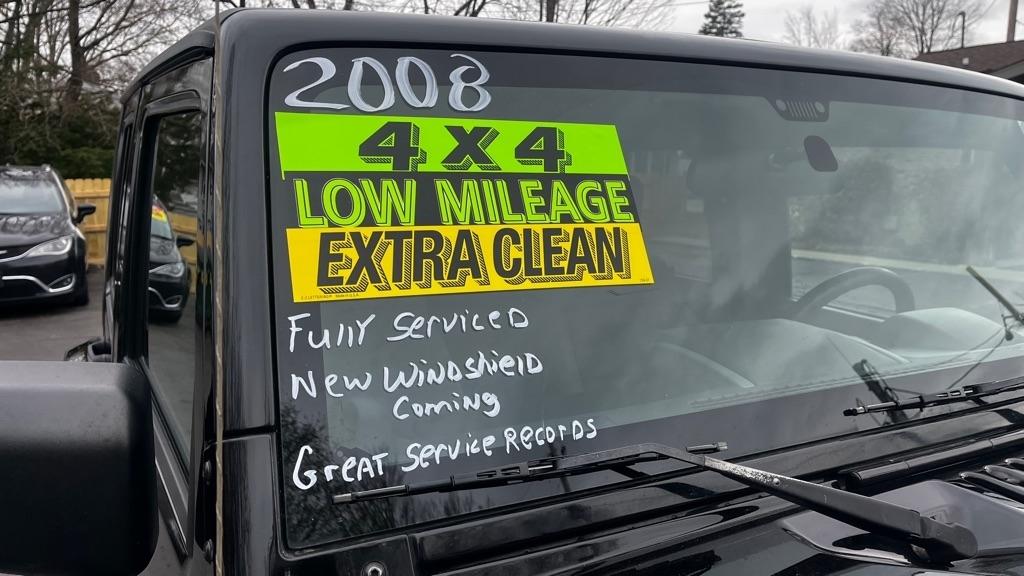 2008
4X4
LOW MILEAGE
EXTRA CLEAN
Fully Serviced
New Windshield
Coming
Great Service Records